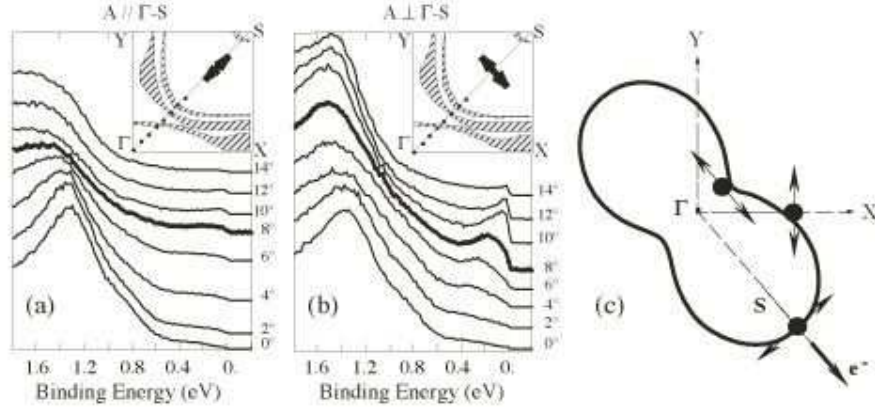 A // Γ-S
Y
S
Γ
X
14°
12°
10°
8°
6°
4°
2°
0°
(a)
1.6 1.2 0.8 0.4 0.
Binding Energy (eV)
A ⊥ Γ-S
Y
S
Γ
X
14°
12°
10°
8°
6°
4°
2°
0°
(b)
1.6 1.2 0.8 0.4 0.
Binding Energy (eV)
Y
Γ
X
(c)
S
e⁻